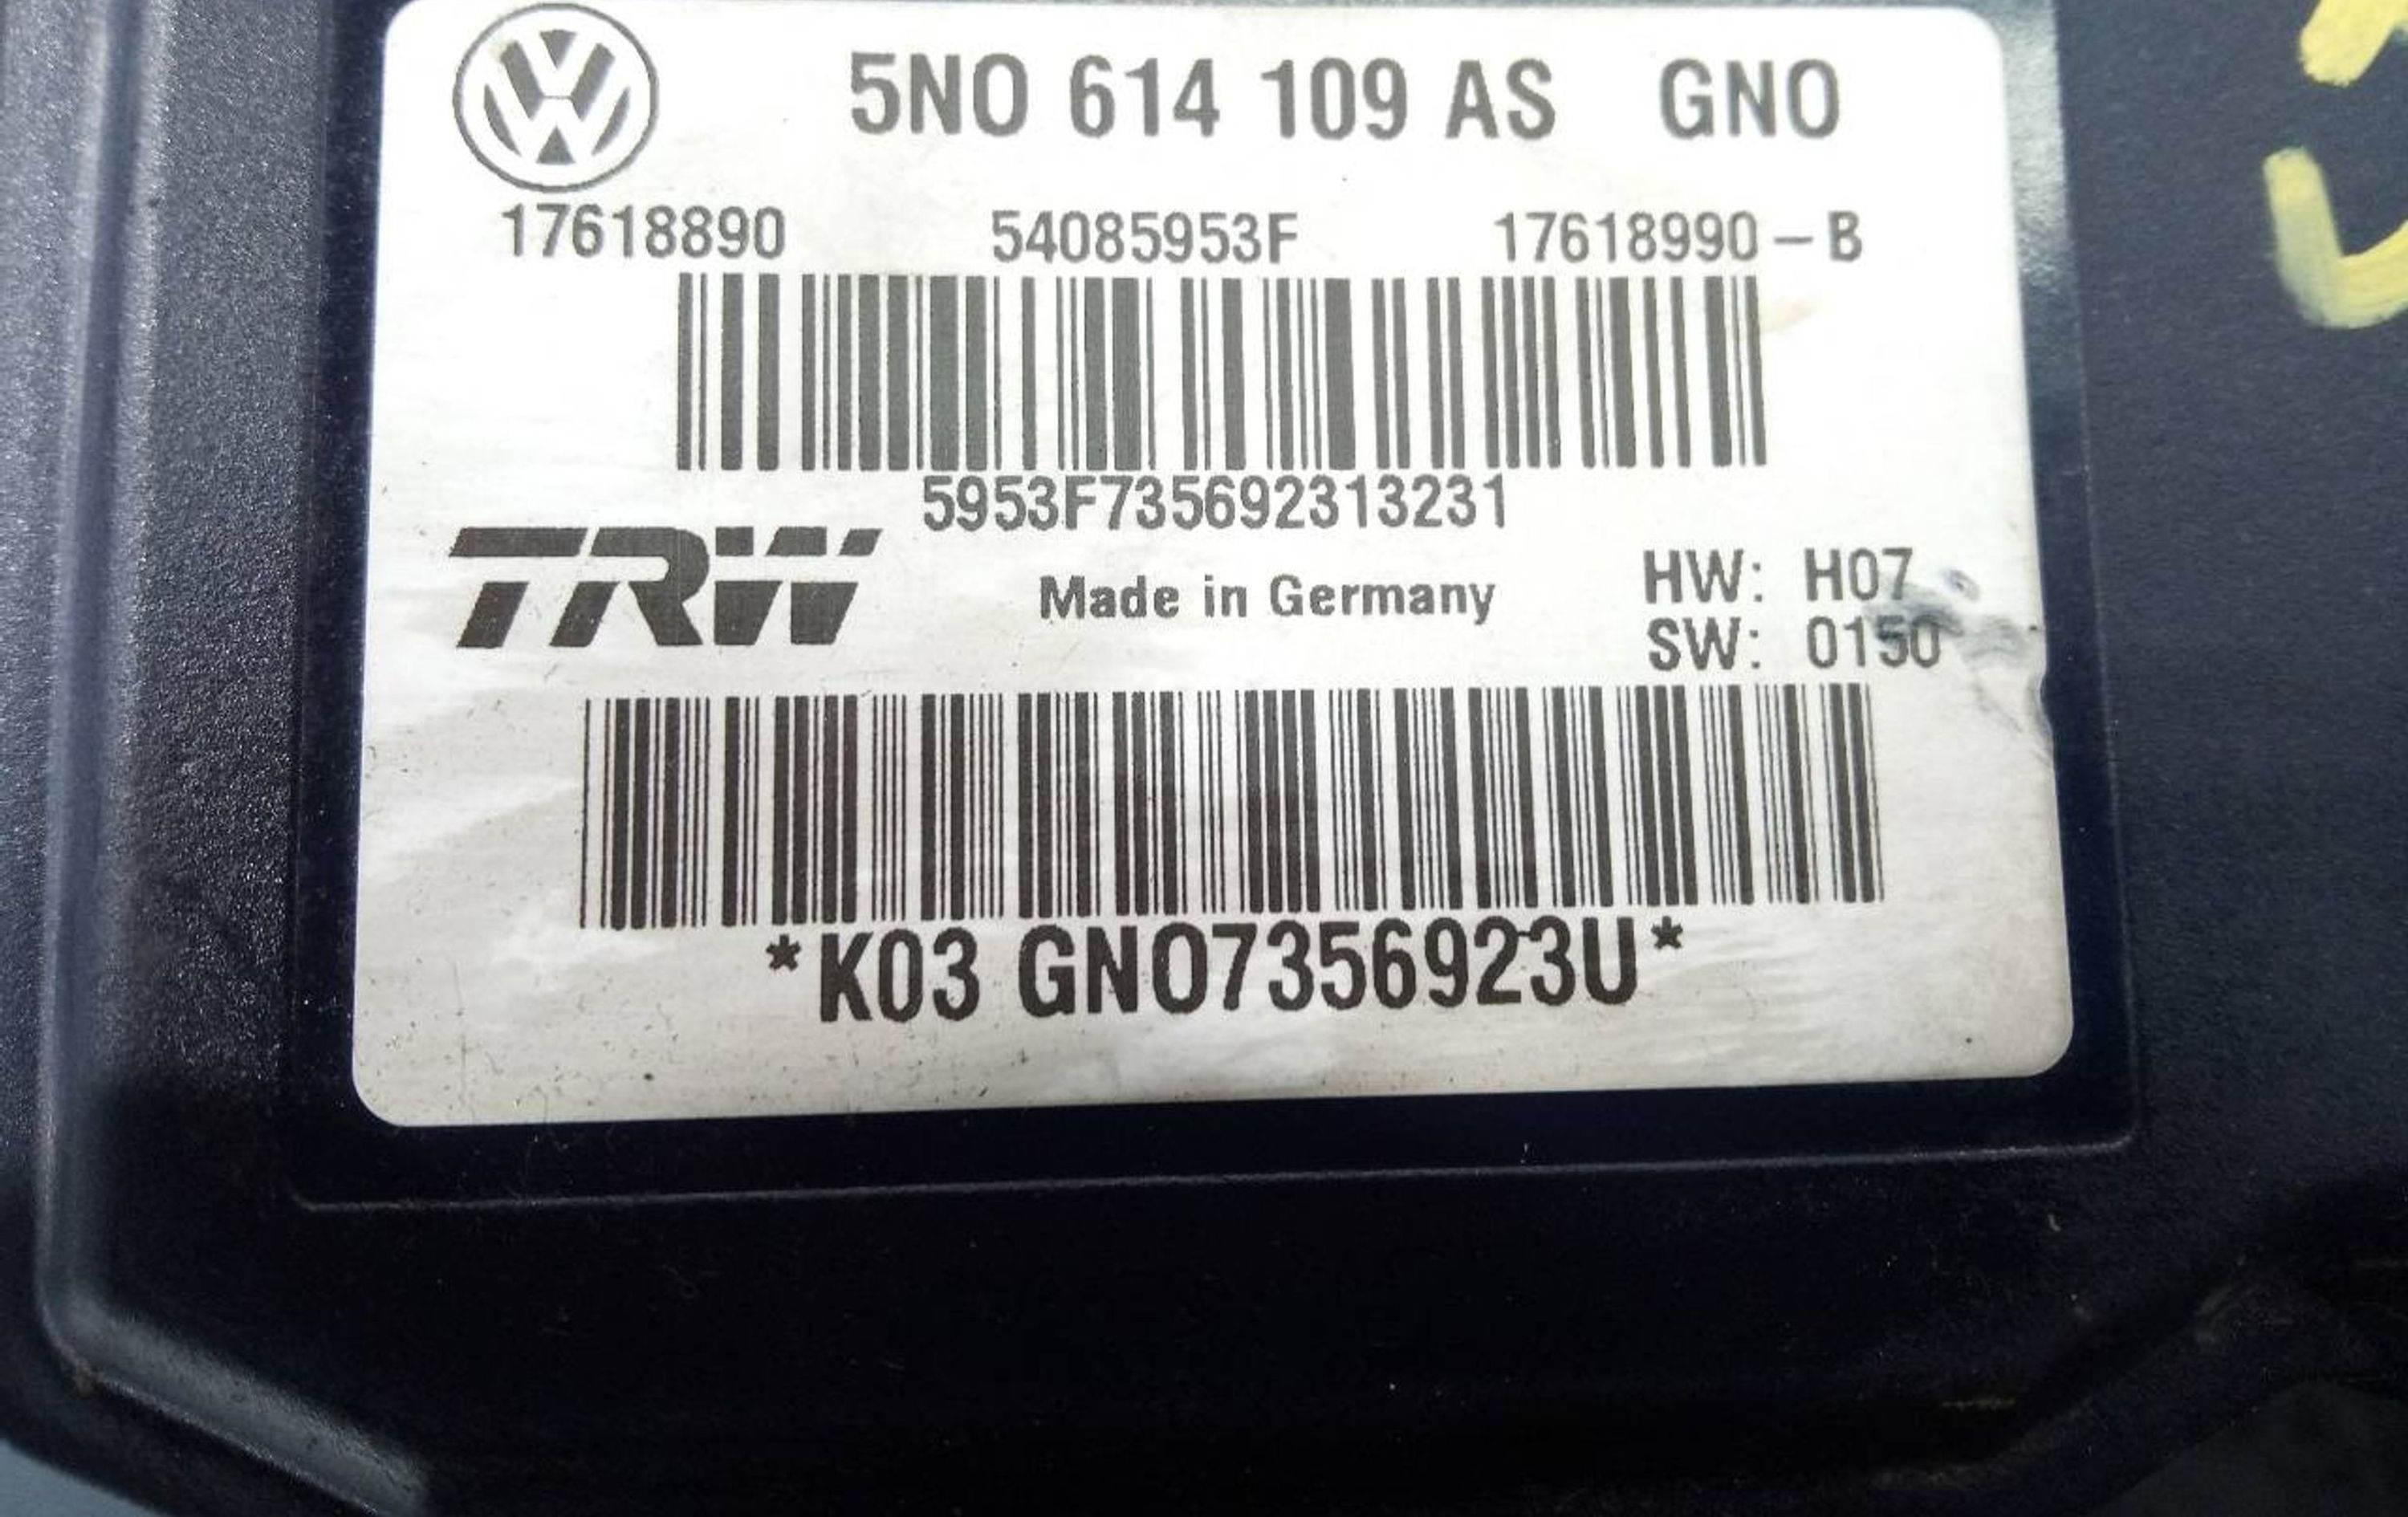 5N0 614 109 AS GN0
17618890 54085953F 17618990-B
5953F735692313231
TRW
Made in Germany
HW: H07
SW: 0150
*K03 GN07356923U*